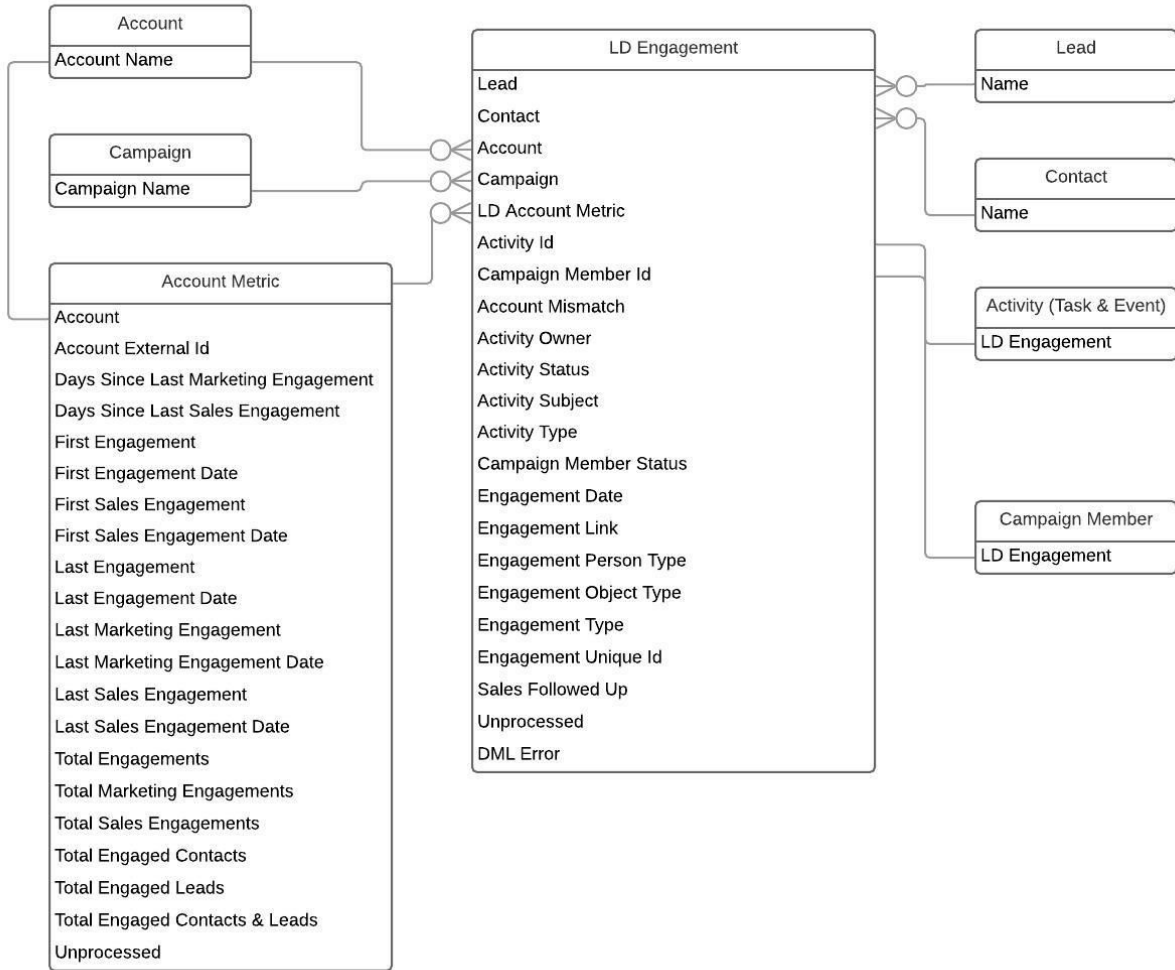 Account
Account Name
Campaign
Campaign Name
Account Metric
Account
Account External Id
Days Since Last Marketing Engagement
Days Since Last Sales Engagement
First Engagement
First Engagement Date
First Sales Engagement
First Sales Engagement Date
Last Engagement
Last Engagement Date
Last Marketing Engagement
Last Marketing Engagement Date
Last Sales Engagement
Last Sales Engagement Date
Total Engagements
Total Marketing Engagements
Total Sales Engagements
Total Engaged Contacts
Total Engaged Leads
Total Engaged Contacts & Leads
Unprocessed
LD Engagement
Lead
Contact
Account
Campaign
LD Account Metric
Activity Id
Campaign Member Id
Account Mismatch
Activity Owner
Activity Status
Activity Subject
Activity Type
Campaign Member Status
Engagement Date
Engagement Link
Engagement Person Type
Engagement Object Type
Engagement Type
Engagement Unique Id
Sales Followed Up
Unprocessed
DML Error
Lead
Name
Contact
Name
Activity (Task & Event)
LD Engagement
Campaign Member
LD Engagement